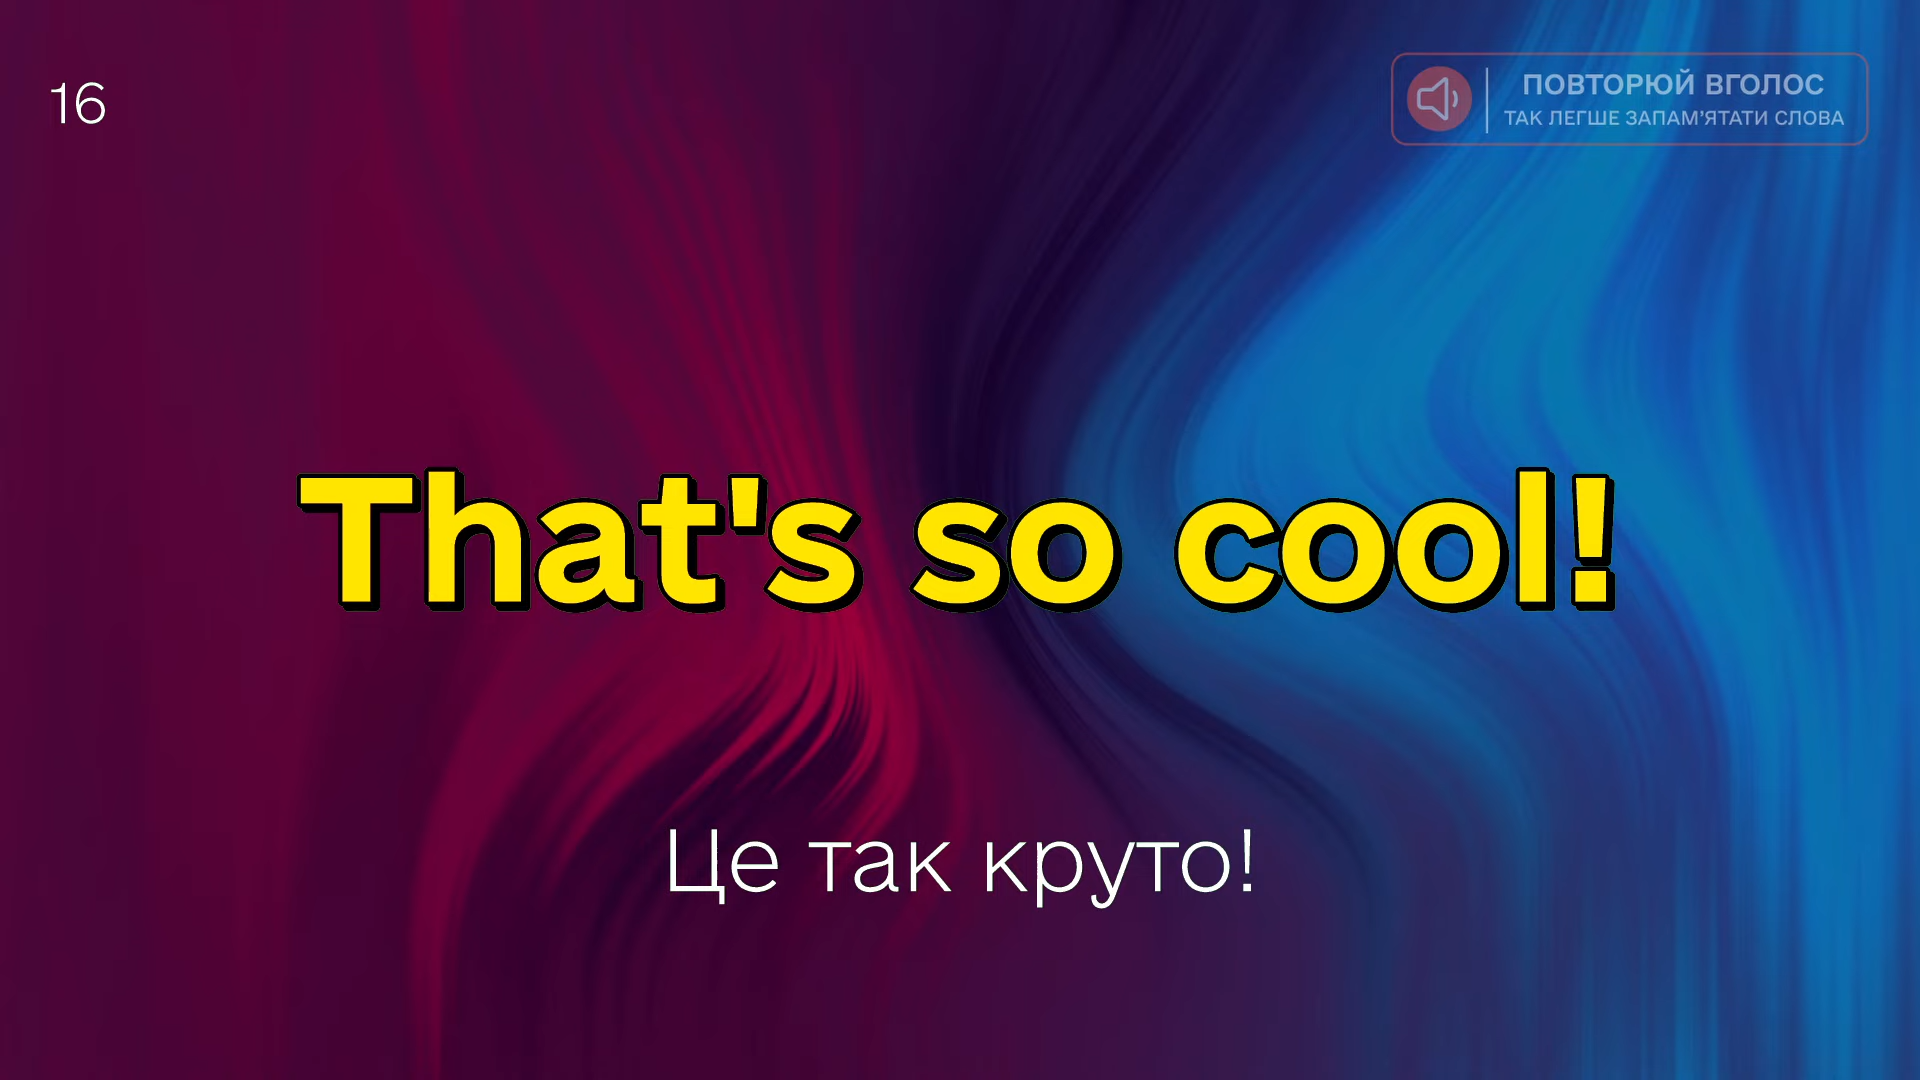 16
ПОВТОРЮЙ ВГОЛОС
ТАК ЛЕГШЕ ЗАПАМ'ЯТАТИ СЛОВА
That's so cool!
Це так круто!